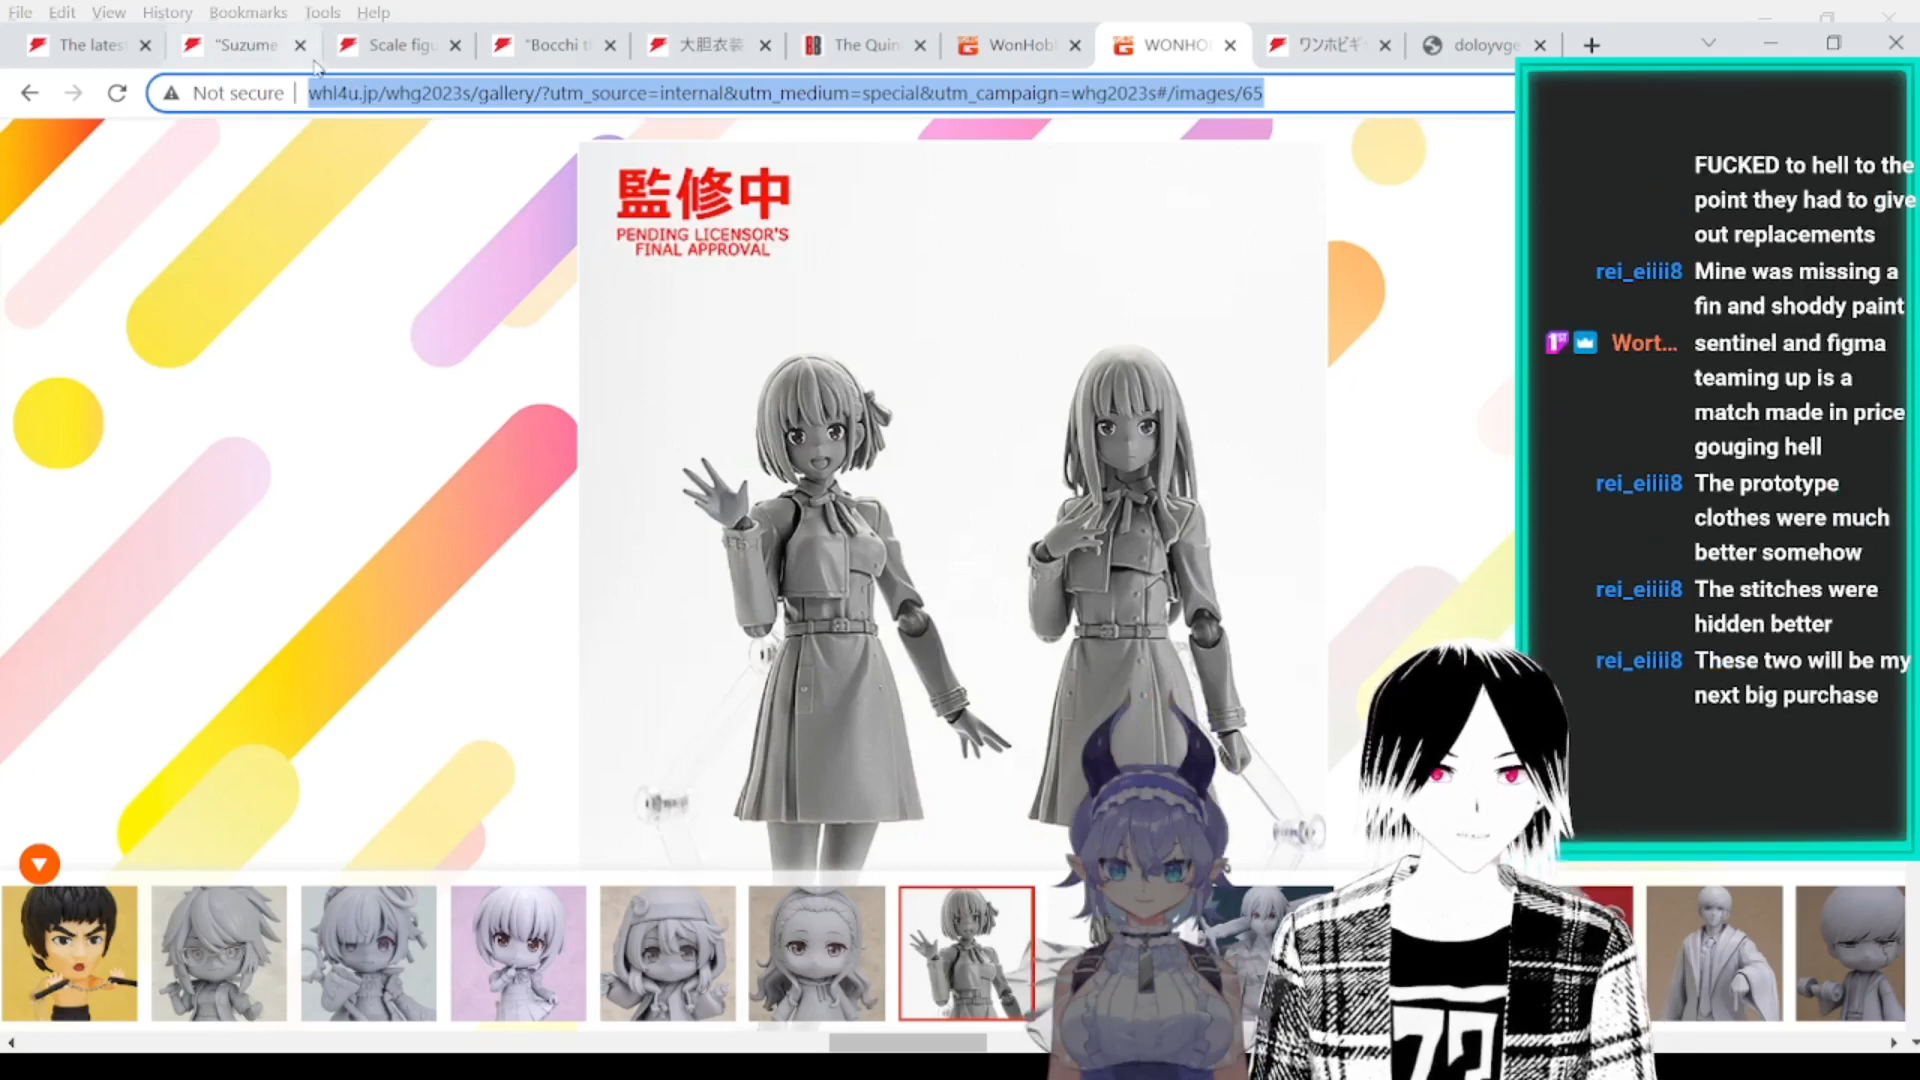 File Edit View History Bookmarks Tools Help
The lates
"Suzume
Scale figu
"Bocchi t
大胆衣装
The Quin
WonHobl
WONHO
ワンホビギ
doloyvge
Not secure
whl4u.jp/whg2023s/gallery/?utm_source=internal&utm_medium=special&utm_campaign=whg2023s#/images/65
監修中
PENDING LICENSOR'S
FINAL APPROVAL
FUCKED to hell to the
point they had to give
out replacements
rei_eiiii8 Mine was missing a
fin and shoddy paint
Wort... sentinel and figma
teaming up is a
match made in price
gouging hell
rei_eiiii8 The prototype
clothes were much
better somehow
rei_eiiii8 The stitches were
hidden better
rei_eiiii8 These two will be my
next big purchase